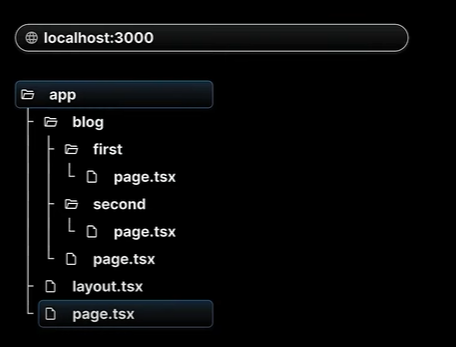 localhost:3000
app
blog
first
page.tsx
second
page.tsx
page.tsx
layout.tsx
page.tsx